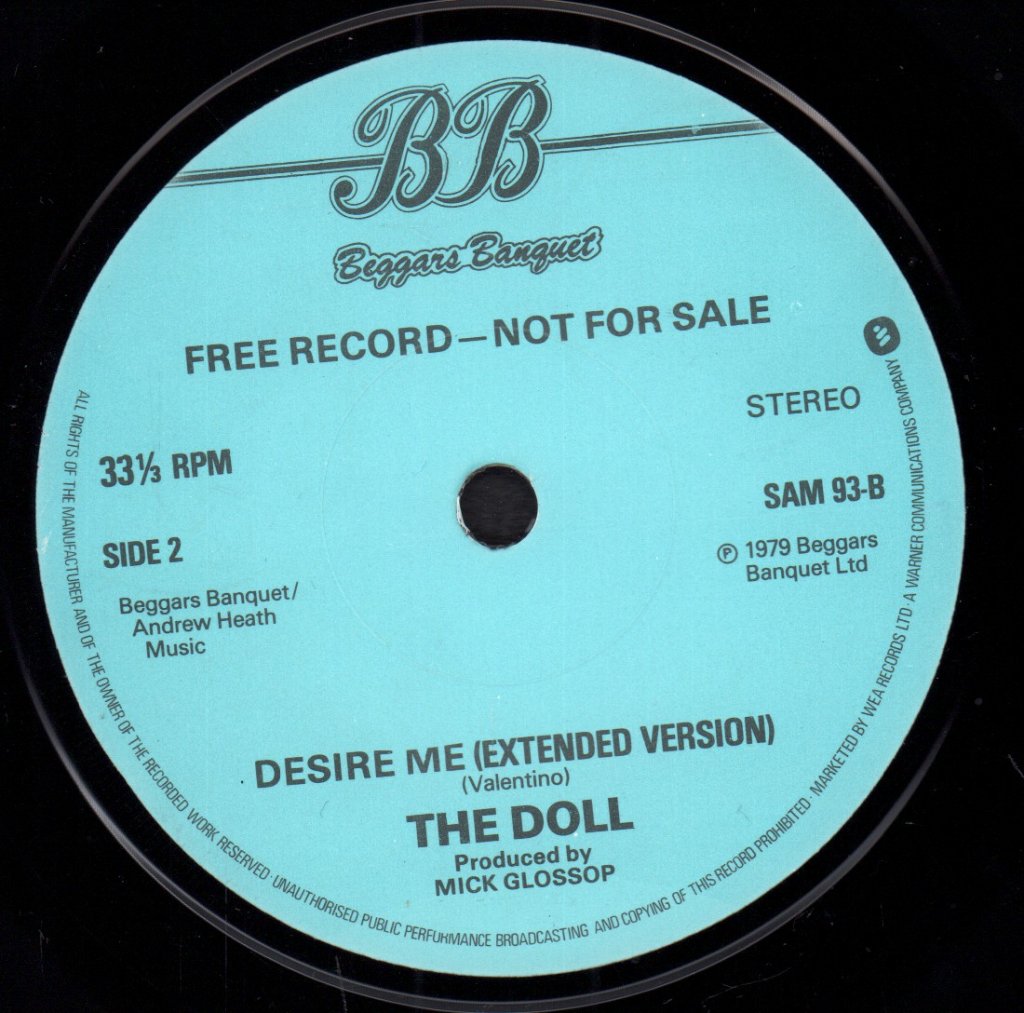 BB
Beggars Banquet
FREE RECORD—NOT FOR SALE
STEREO
33⅓ RPM
SAM 93-B
SIDE 2
Ⓟ 1979 Beggars
Banquet Ltd
Beggars Banquet/
Andrew Heath
Music
DESIRE ME (EXTENDED VERSION)
(Valentino)
THE DOLL
Produced by
MICK GLOSSOP
ALL RIGHTS OF THE MANUFACTURER AND OF THE OWNER OF THE RECORDED WORK RESERVED · UNAUTHORISED PUBLIC PERFORMANCE BROADCASTING AND COPYING OF THIS RECORD PROHIBITED · MARKETED BY WEA RECORDS LTD · A WARNER COMMUNICATIONS COMPANY